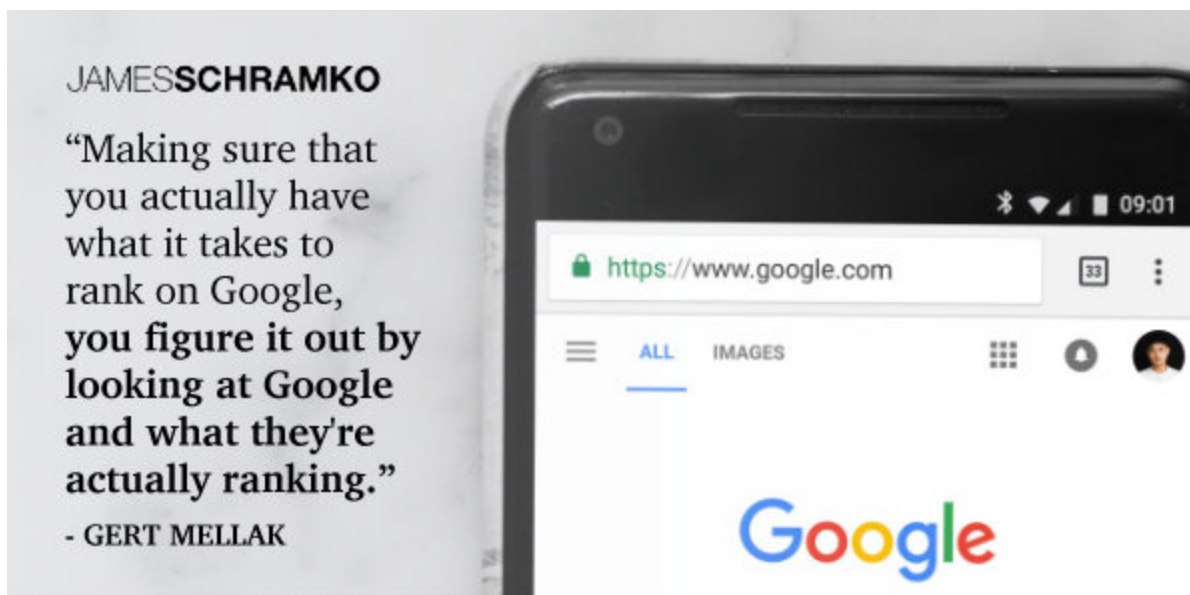 JAMESSCHRAMKO
“Making sure that
you actually have
what it takes to
rank on Google,
you figure it out by
looking at Google
and what they're
actually ranking.”
- GERT MELLAK
09:01
https://www.google.com
33
ALL IMAGES
Google